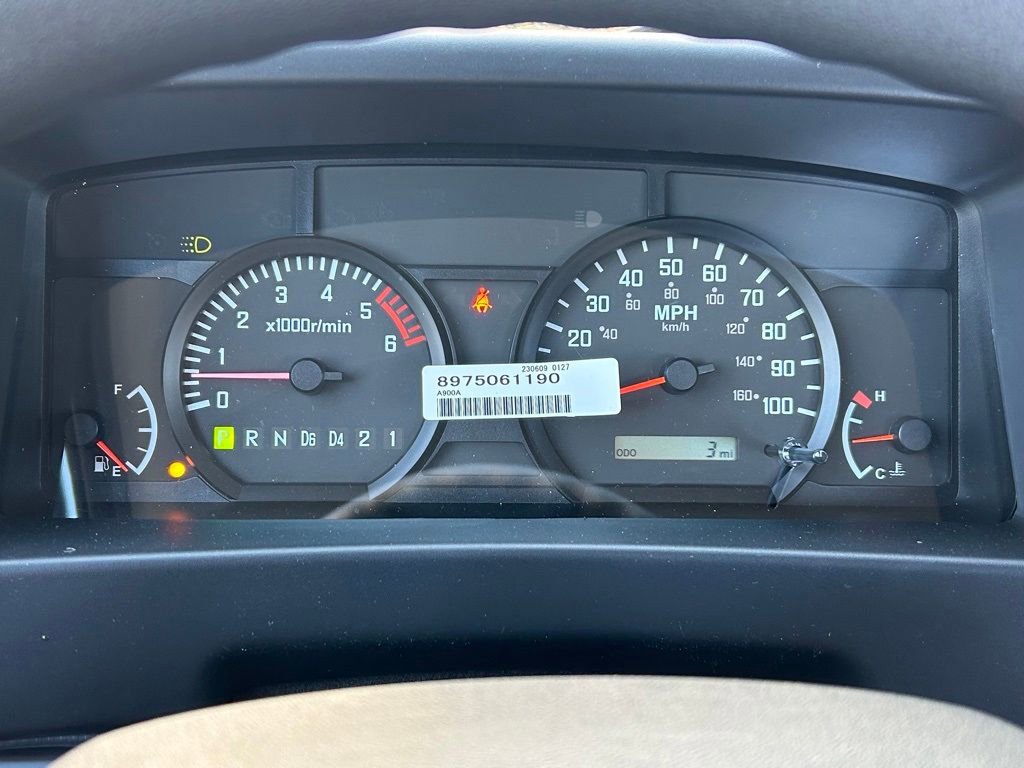 0 1 2 3 4 5 6
x1000r/min
P R N D6 D4 2 1
F
E
230609 0127
8975061190
A900A
20 30 40 50 60 70 80 90 100
40 60 80 100 120 140 160
MPH
km/h
ODO 3 mi
H
C